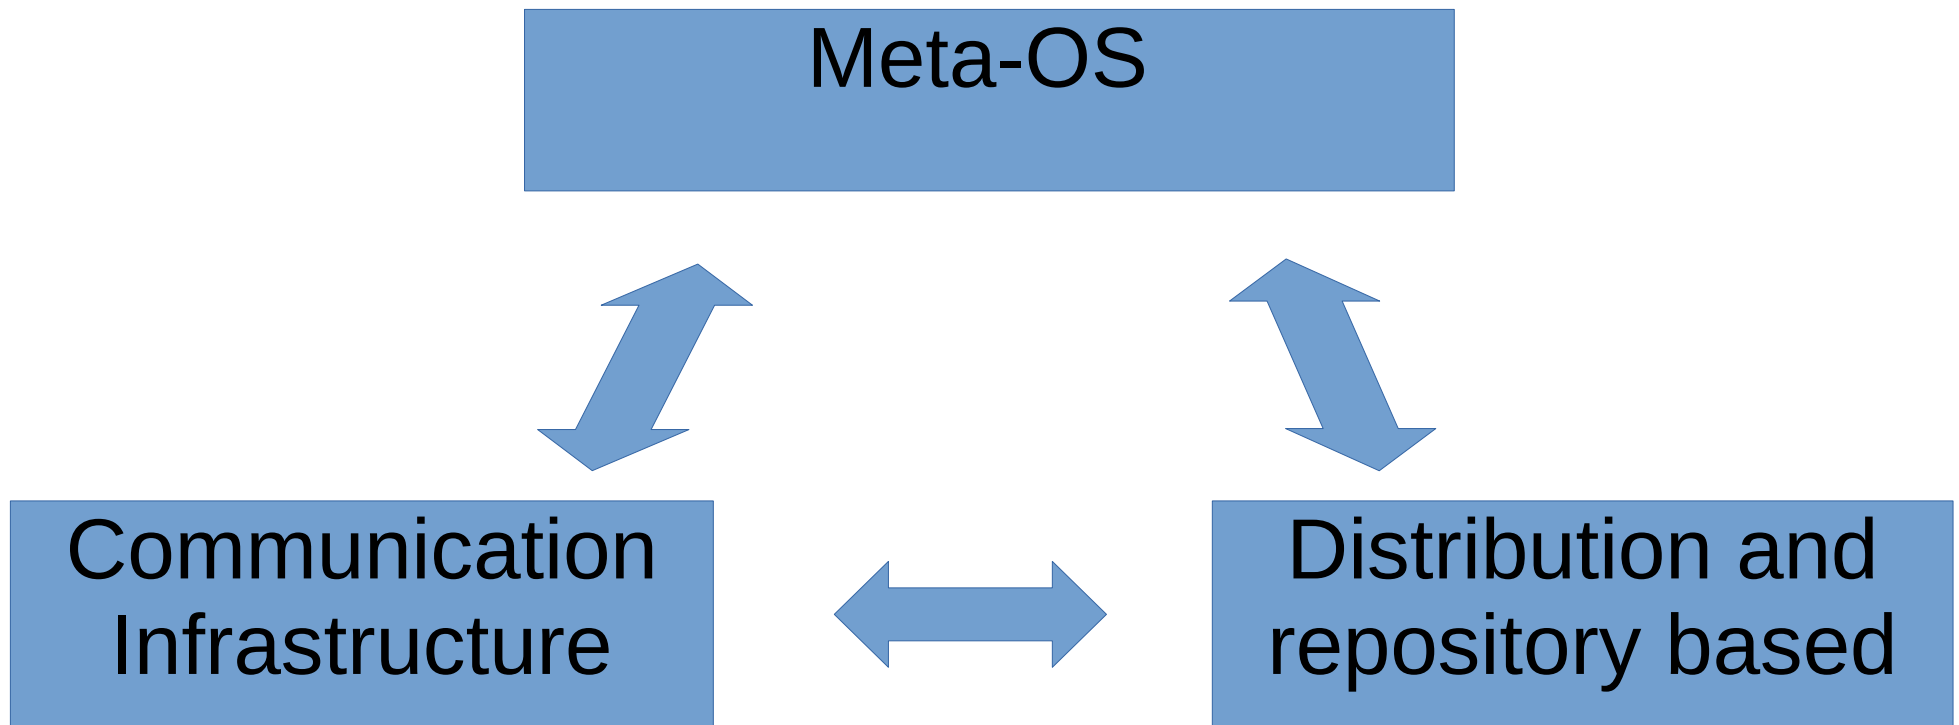 Meta-OS
Communication
Infrastructure
Distribution and
repository based